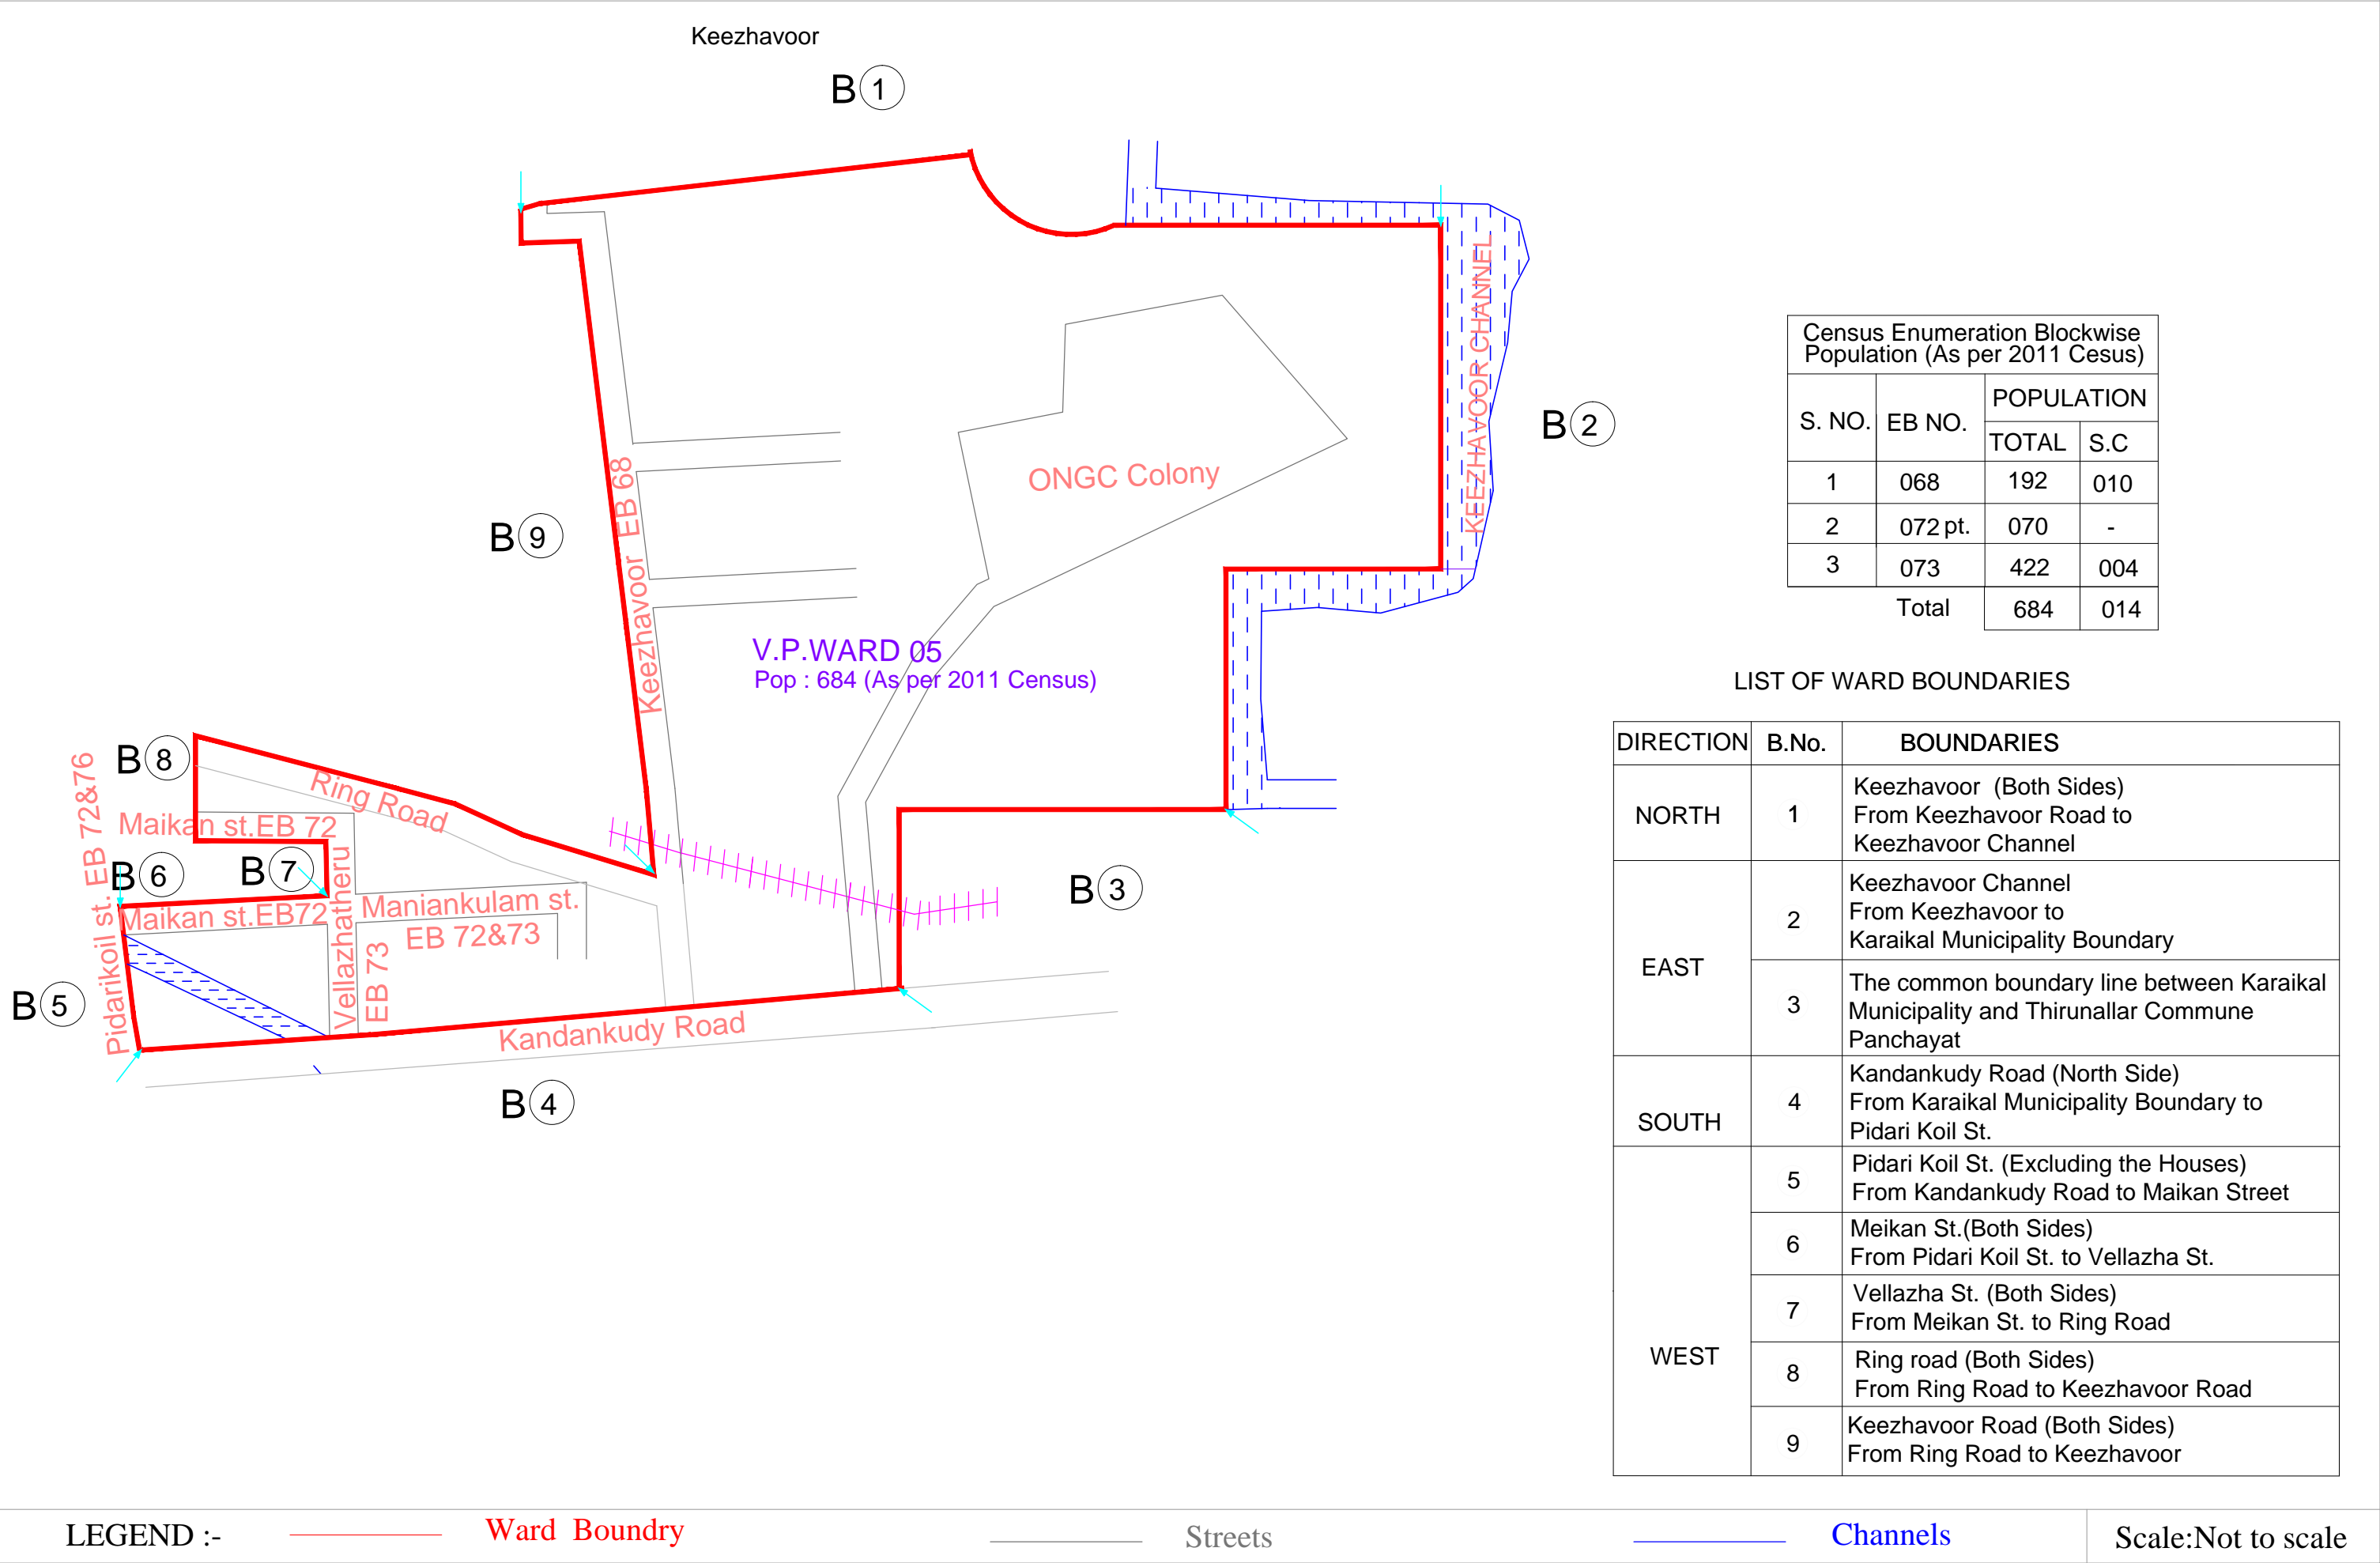 Keezhavoor
B 1
B 2
B 9
Keezhavoor EB 68
ONGC Colony
KEEZHAVOOR CHANNEL
V.P.WARD 05
Pop : 684 (As per 2011 Census)
B 8
Ring Road
Pidarikoil st. EB 72&76
Maikan st.EB 72
B 6
B 7
Maikan st.EB72
Vellazhatheru
EB 73
Maniankulam st.
EB 72&73
B 3
B 5
Kandankudy Road
B 4
Census Enumeration Blockwise
Population (As per 2011 Cesus)
S. NO. EB NO. POPULATION
TOTAL S.C
1 068 192 010
2 072 pt. 070 -
3 073 422 004
Total 684 014
LIST OF WARD BOUNDARIES
DIRECTION B.No. BOUNDARIES
NORTH 1 Keezhavoor (Both Sides)
From Keezhavoor Road to
Keezhavoor Channel
EAST
2 Keezhavoor Channel
From Keezhavoor to
Karaikal Municipality Boundary
3 The common boundary line between Karaikal
Municipality and Thirunallar Commune
Panchayat
SOUTH 4 Kandankudy Road (North Side)
From Karaikal Municipality Boundary to
Pidari Koil St.
WEST
5 Pidari Koil St. (Excluding the Houses)
From Kandankudy Road to Maikan Street
6 Meikan St.(Both Sides)
From Pidari Koil St. to Vellazha St.
7 Vellazha St. (Both Sides)
From Meikan St. to Ring Road
8 Ring road (Both Sides)
From Ring Road to Keezhavoor Road
9 Keezhavoor Road (Both Sides)
From Ring Road to Keezhavoor
LEGEND :- Ward Boundry Streets Channels Scale:Not to scale